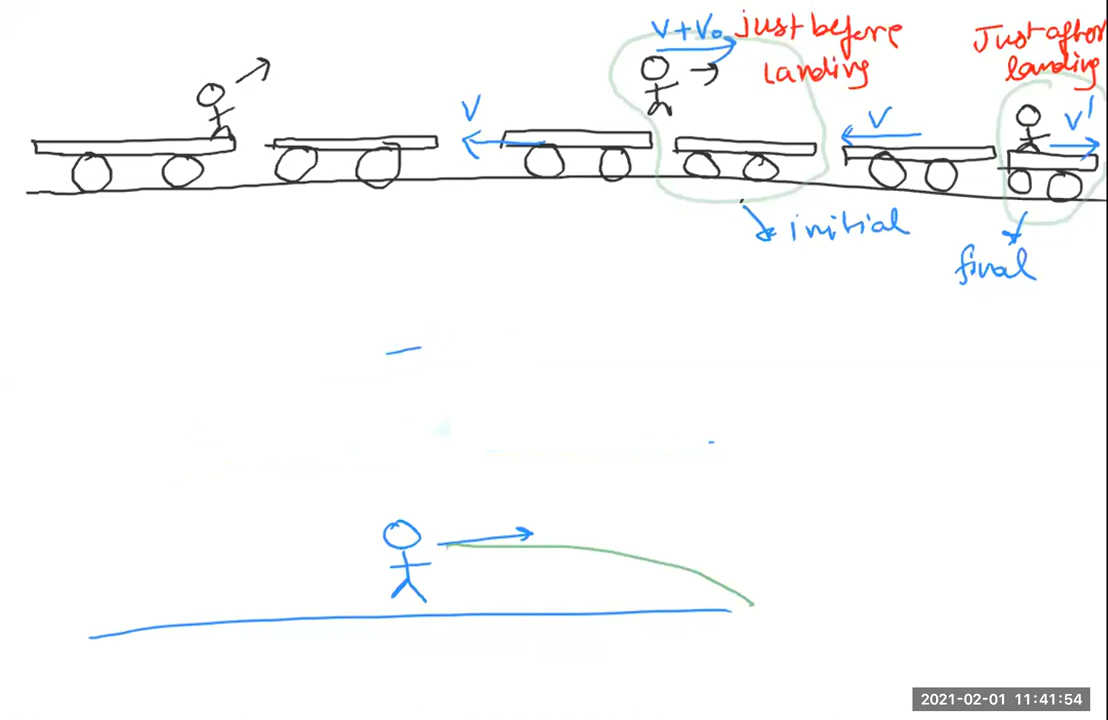 V+V₀ just before
landing
Just after
landing
V
V
V'
initial
final
2021-02-01 11:41:54